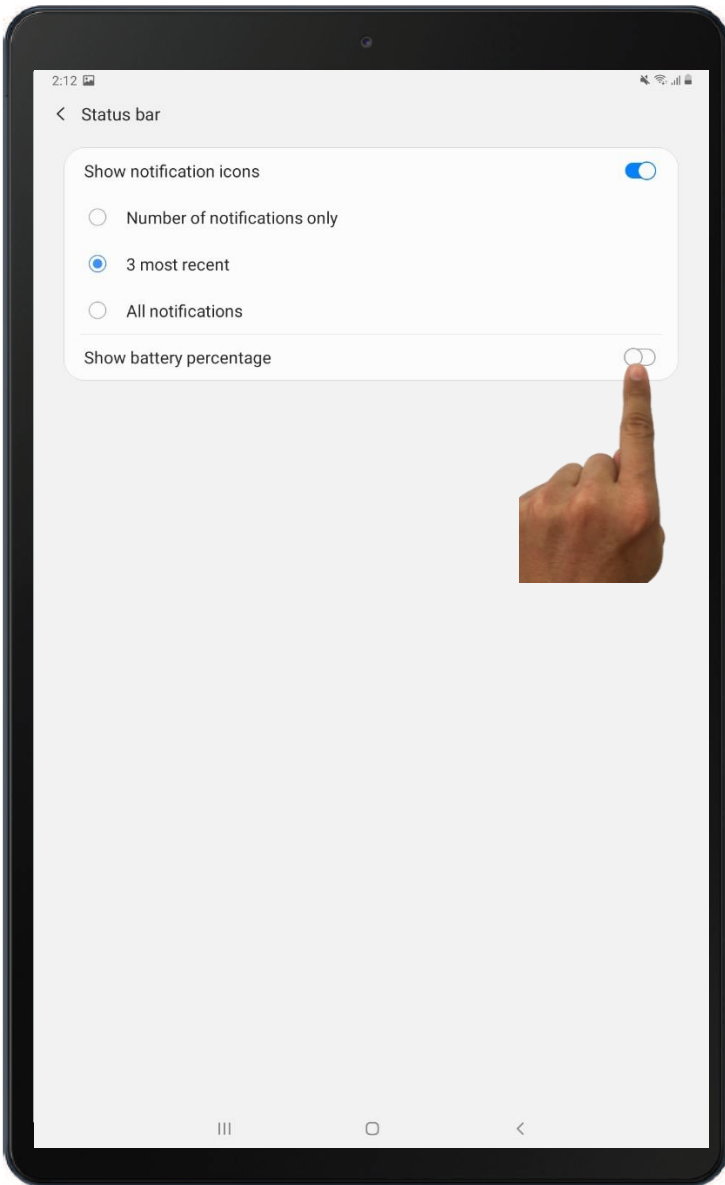 2:12
Status bar
Show notification icons
Number of notifications only
3 most recent
All notifications
Show battery percentage